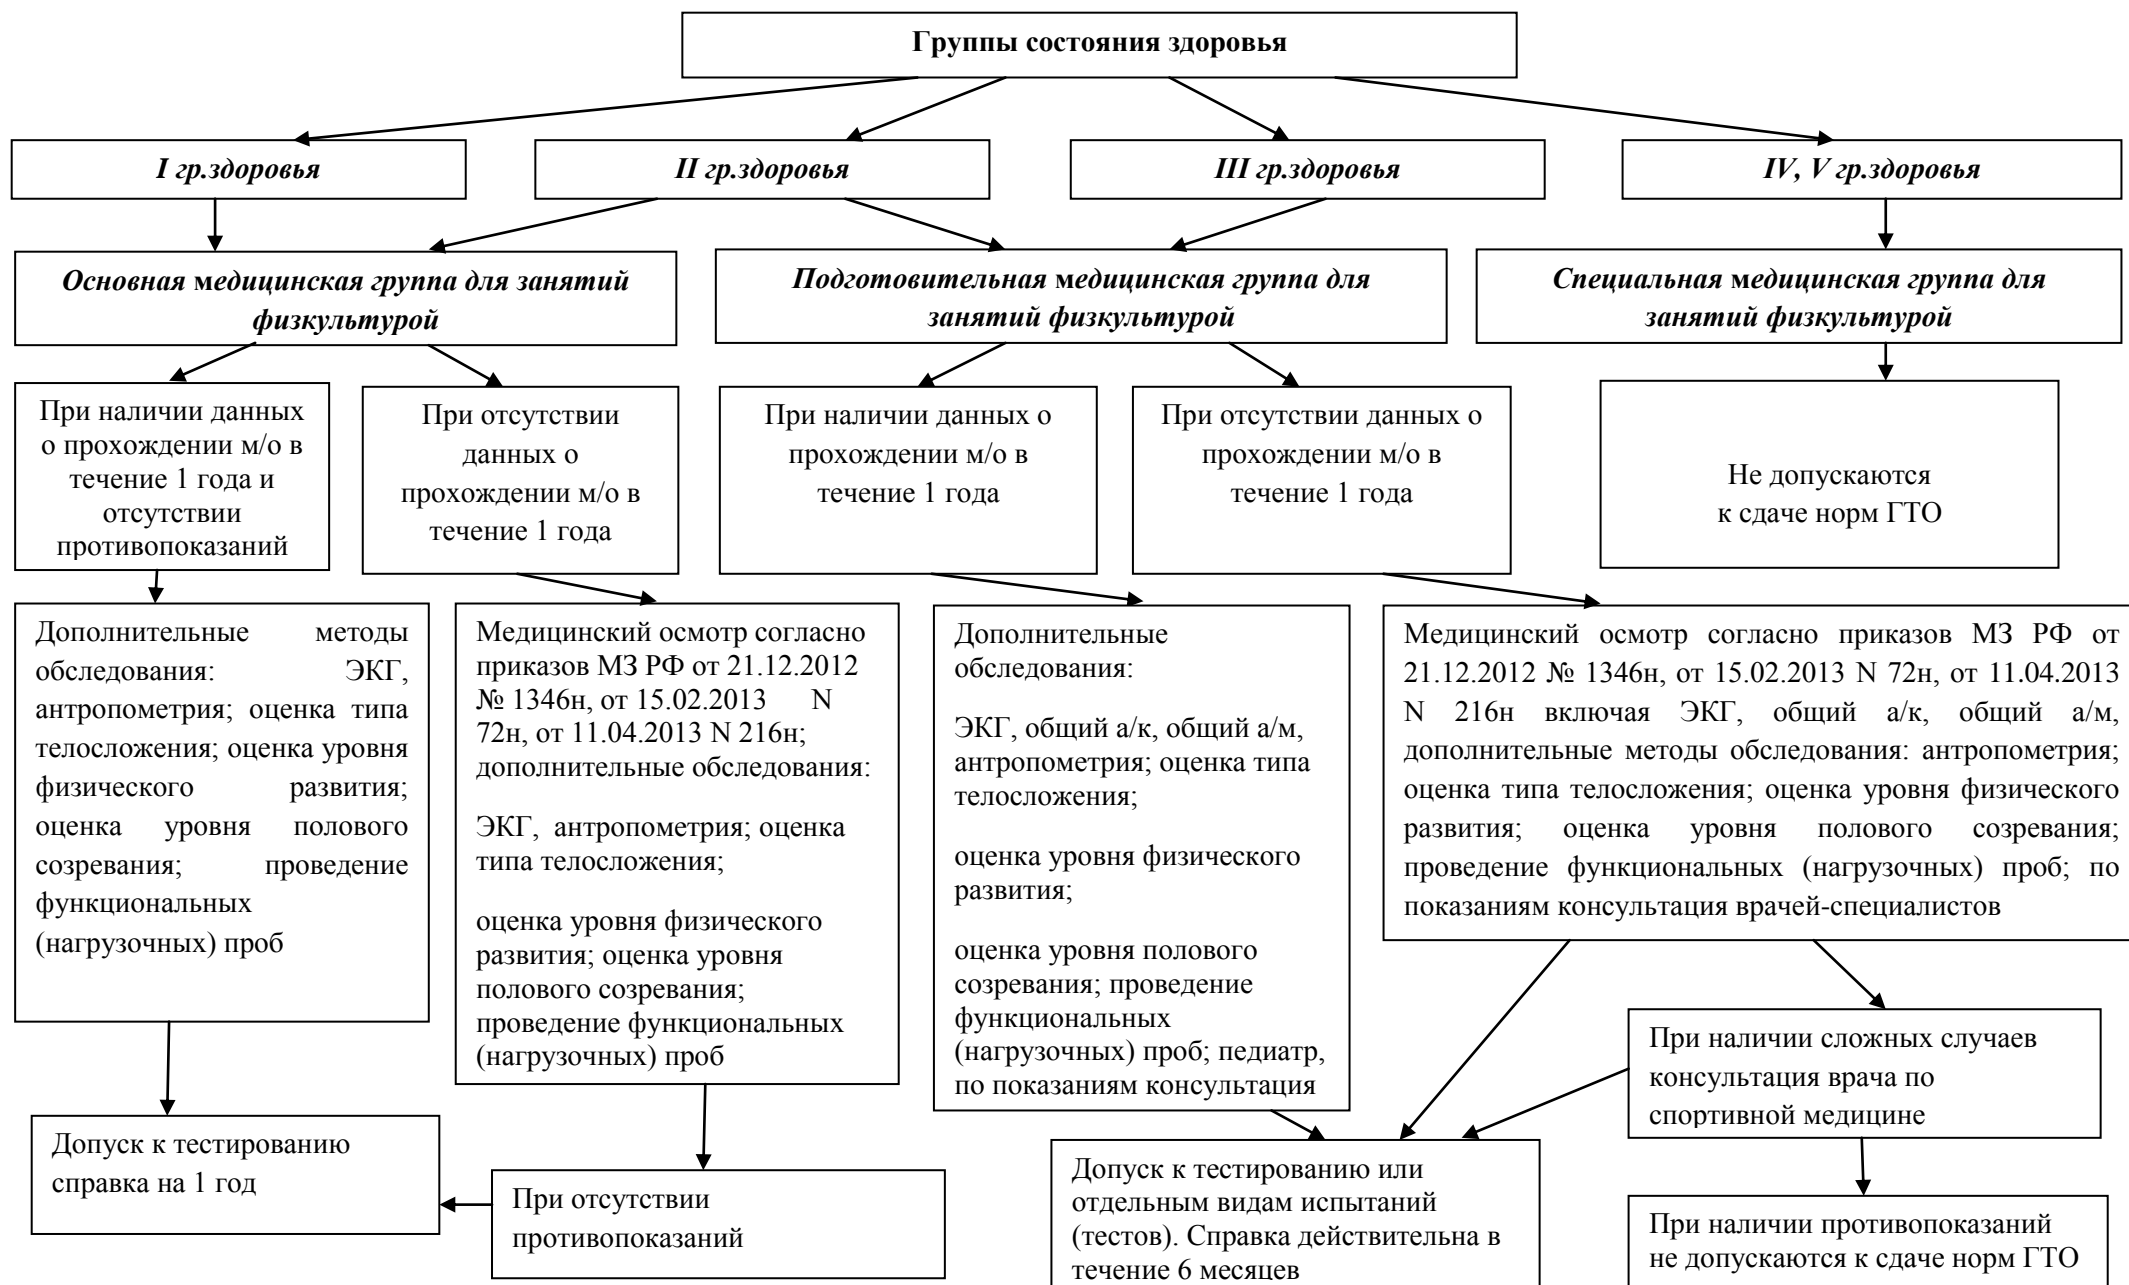 Группы состояния здоровья
I гр.здоровья
II гр.здоровья
III гр.здоровья
IV, V гр.здоровья
Основная медицинская группа для занятий
физкультурой
Подготовительная медицинская группа для
занятий физкультурой
Специальная медицинская группа для
занятий физкультурой
При наличии данных
о прохождении м/о в
течение 1 года и
отсутствии
противопоказаний
При отсутствии
данных о
прохождении м/о в
течение 1 года
При наличии данных о
прохождении м/о в
течение 1 года
При отсутствии данных о
прохождении м/о в
течение 1 года
Не допускаются
к сдаче норм ГТО
Дополнительные методы
обследования: ЭКГ,
антропометрия; оценка типа
телосложения; оценка уровня
физического развития;
оценка уровня полового
созревания; проведение
функциональных
(нагрузочных) проб
Медицинский осмотр согласно
приказов МЗ РФ от 21.12.2012
№ 1346н, от 15.02.2013 N
72н, от 11.04.2013 N 216н;
дополнительные обследования:
ЭКГ, антропометрия; оценка
типа телосложения;
оценка уровня физического
развития; оценка уровня
полового созревания;
проведение функциональных
(нагрузочных) проб
Дополнительные
обследования:
ЭКГ, общий а/к, общий а/м,
антропометрия; оценка типа
телосложения;
оценка уровня физического
развития;
оценка уровня полового
созревания; проведение
функциональных
(нагрузочных) проб; педиатр,
по показаниям консультация
Медицинский осмотр согласно приказов МЗ РФ от
21.12.2012 № 1346н, от 15.02.2013 N 72н, от 11.04.2013
N 216н включая ЭКГ, общий а/к, общий а/м,
дополнительные методы обследования: антропометрия;
оценка типа телосложения; оценка уровня физического
развития; оценка уровня полового созревания;
проведение функциональных (нагрузочных) проб; по
показаниям консультация врачей-специалистов
При наличии сложных случаев
консультация врача по
спортивной медицине
Допуск к тестированию
справка на 1 год
При отсутствии
противопоказаний
Допуск к тестированию или
отдельным видам испытаний
(тестов). Справка действительна в
течение 6 месяцев
При наличии противопоказаний
не допускаются к сдаче норм ГТО